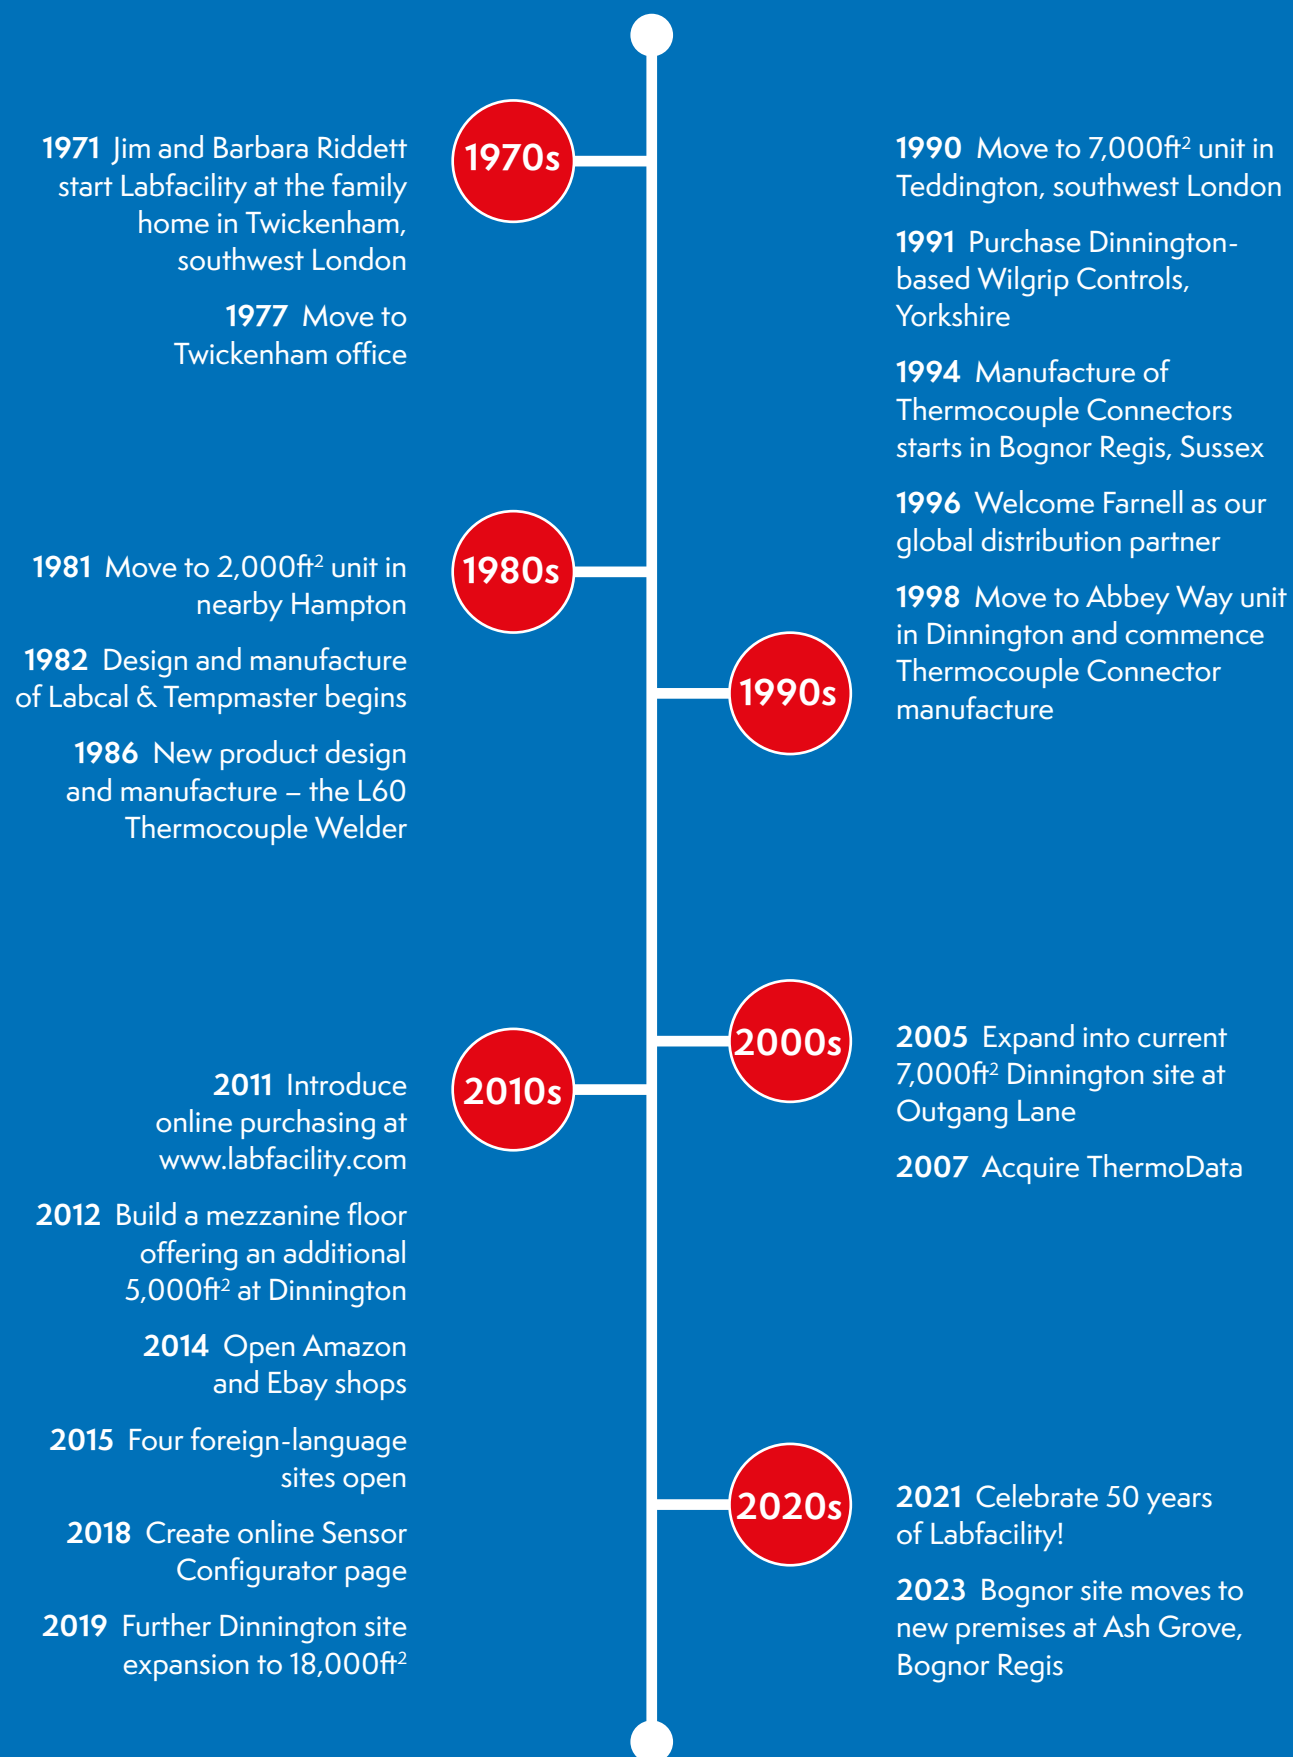 1970s
1971 Jim and Barbara Riddett
start Labfacility at the family
home in Twickenham,
southwest London
1977 Move to
Twickenham office
1980s
1981 Move to 2,000ft² unit in
nearby Hampton
1982 Design and manufacture
of Labcal & Tempmaster begins
1986 New product design
and manufacture – the L60
Thermocouple Welder
1990s
1990 Move to 7,000ft² unit in
Teddington, southwest London
1991 Purchase Dinnington-
based Wilgrip Controls,
Yorkshire
1994 Manufacture of
Thermocouple Connectors
starts in Bognor Regis, Sussex
1996 Welcome Farnell as our
global distribution partner
1998 Move to Abbey Way unit
in Dinnington and commence
Thermocouple Connector
manufacture
2000s
2005 Expand into current
7,000ft² Dinnington site at
Outgang Lane
2007 Acquire ThermoData
2010s
2011 Introduce
online purchasing at
www.labfacility.com
2012 Build a mezzanine floor
offering an additional
5,000ft² at Dinnington
2014 Open Amazon
and Ebay shops
2015 Four foreign-language
sites open
2018 Create online Sensor
Configurator page
2019 Further Dinnington site
expansion to 18,000ft²
2020s
2021 Celebrate 50 years
of Labfacility!
2023 Bognor site moves to
new premises at Ash Grove,
Bognor Regis